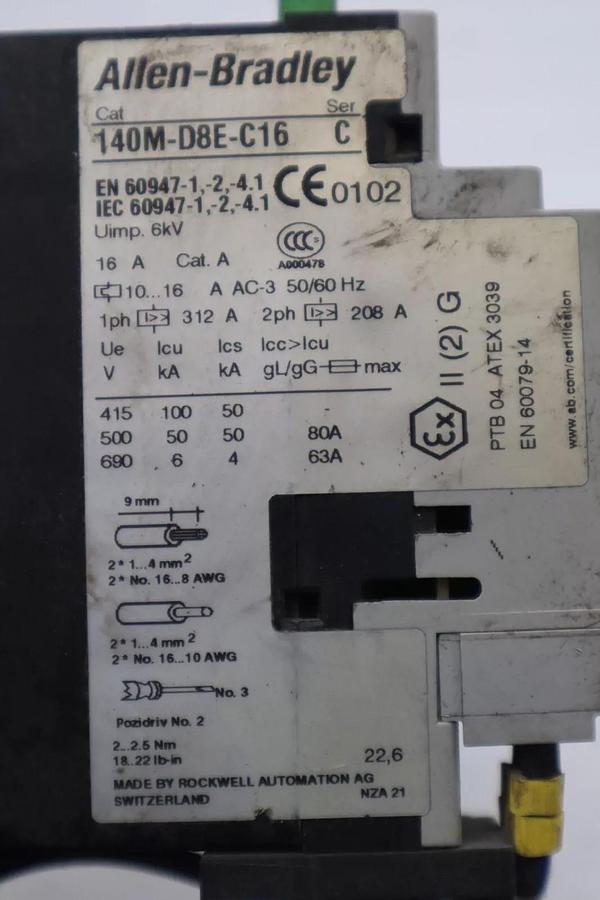 Allen-Bradley
Cat Ser
140M-D8E-C16 C
EN 60947-1,-2,-4.1
IEC 60947-1,-2,-4.1
CE 0102
Uimp. 6kV
CCC s
A000478
16 A Cat. A
10...16 A AC-3 50/60 Hz
1ph I>> 312 A 2ph I>> 208 A
Ue Icu Ics Icc>Icu
V kA kA gL/gG max
415 100 50 -
500 50 50 80A
690 6 4 63A
Ex II (2) G
PTB 04 ATEX 3039
EN 60079-14
www.ab.com/certification
9 mm
2* 1...4 mm2
2* No. 16...8 AWG
2* 1...4 mm2
2* No. 16...10 AWG
No. 3
Pozidriv No. 2
2...2.5 Nm
18..22 lb-in
22,6
MADE BY ROCKWELL AUTOMATION AG
SWITZERLAND NZA 21